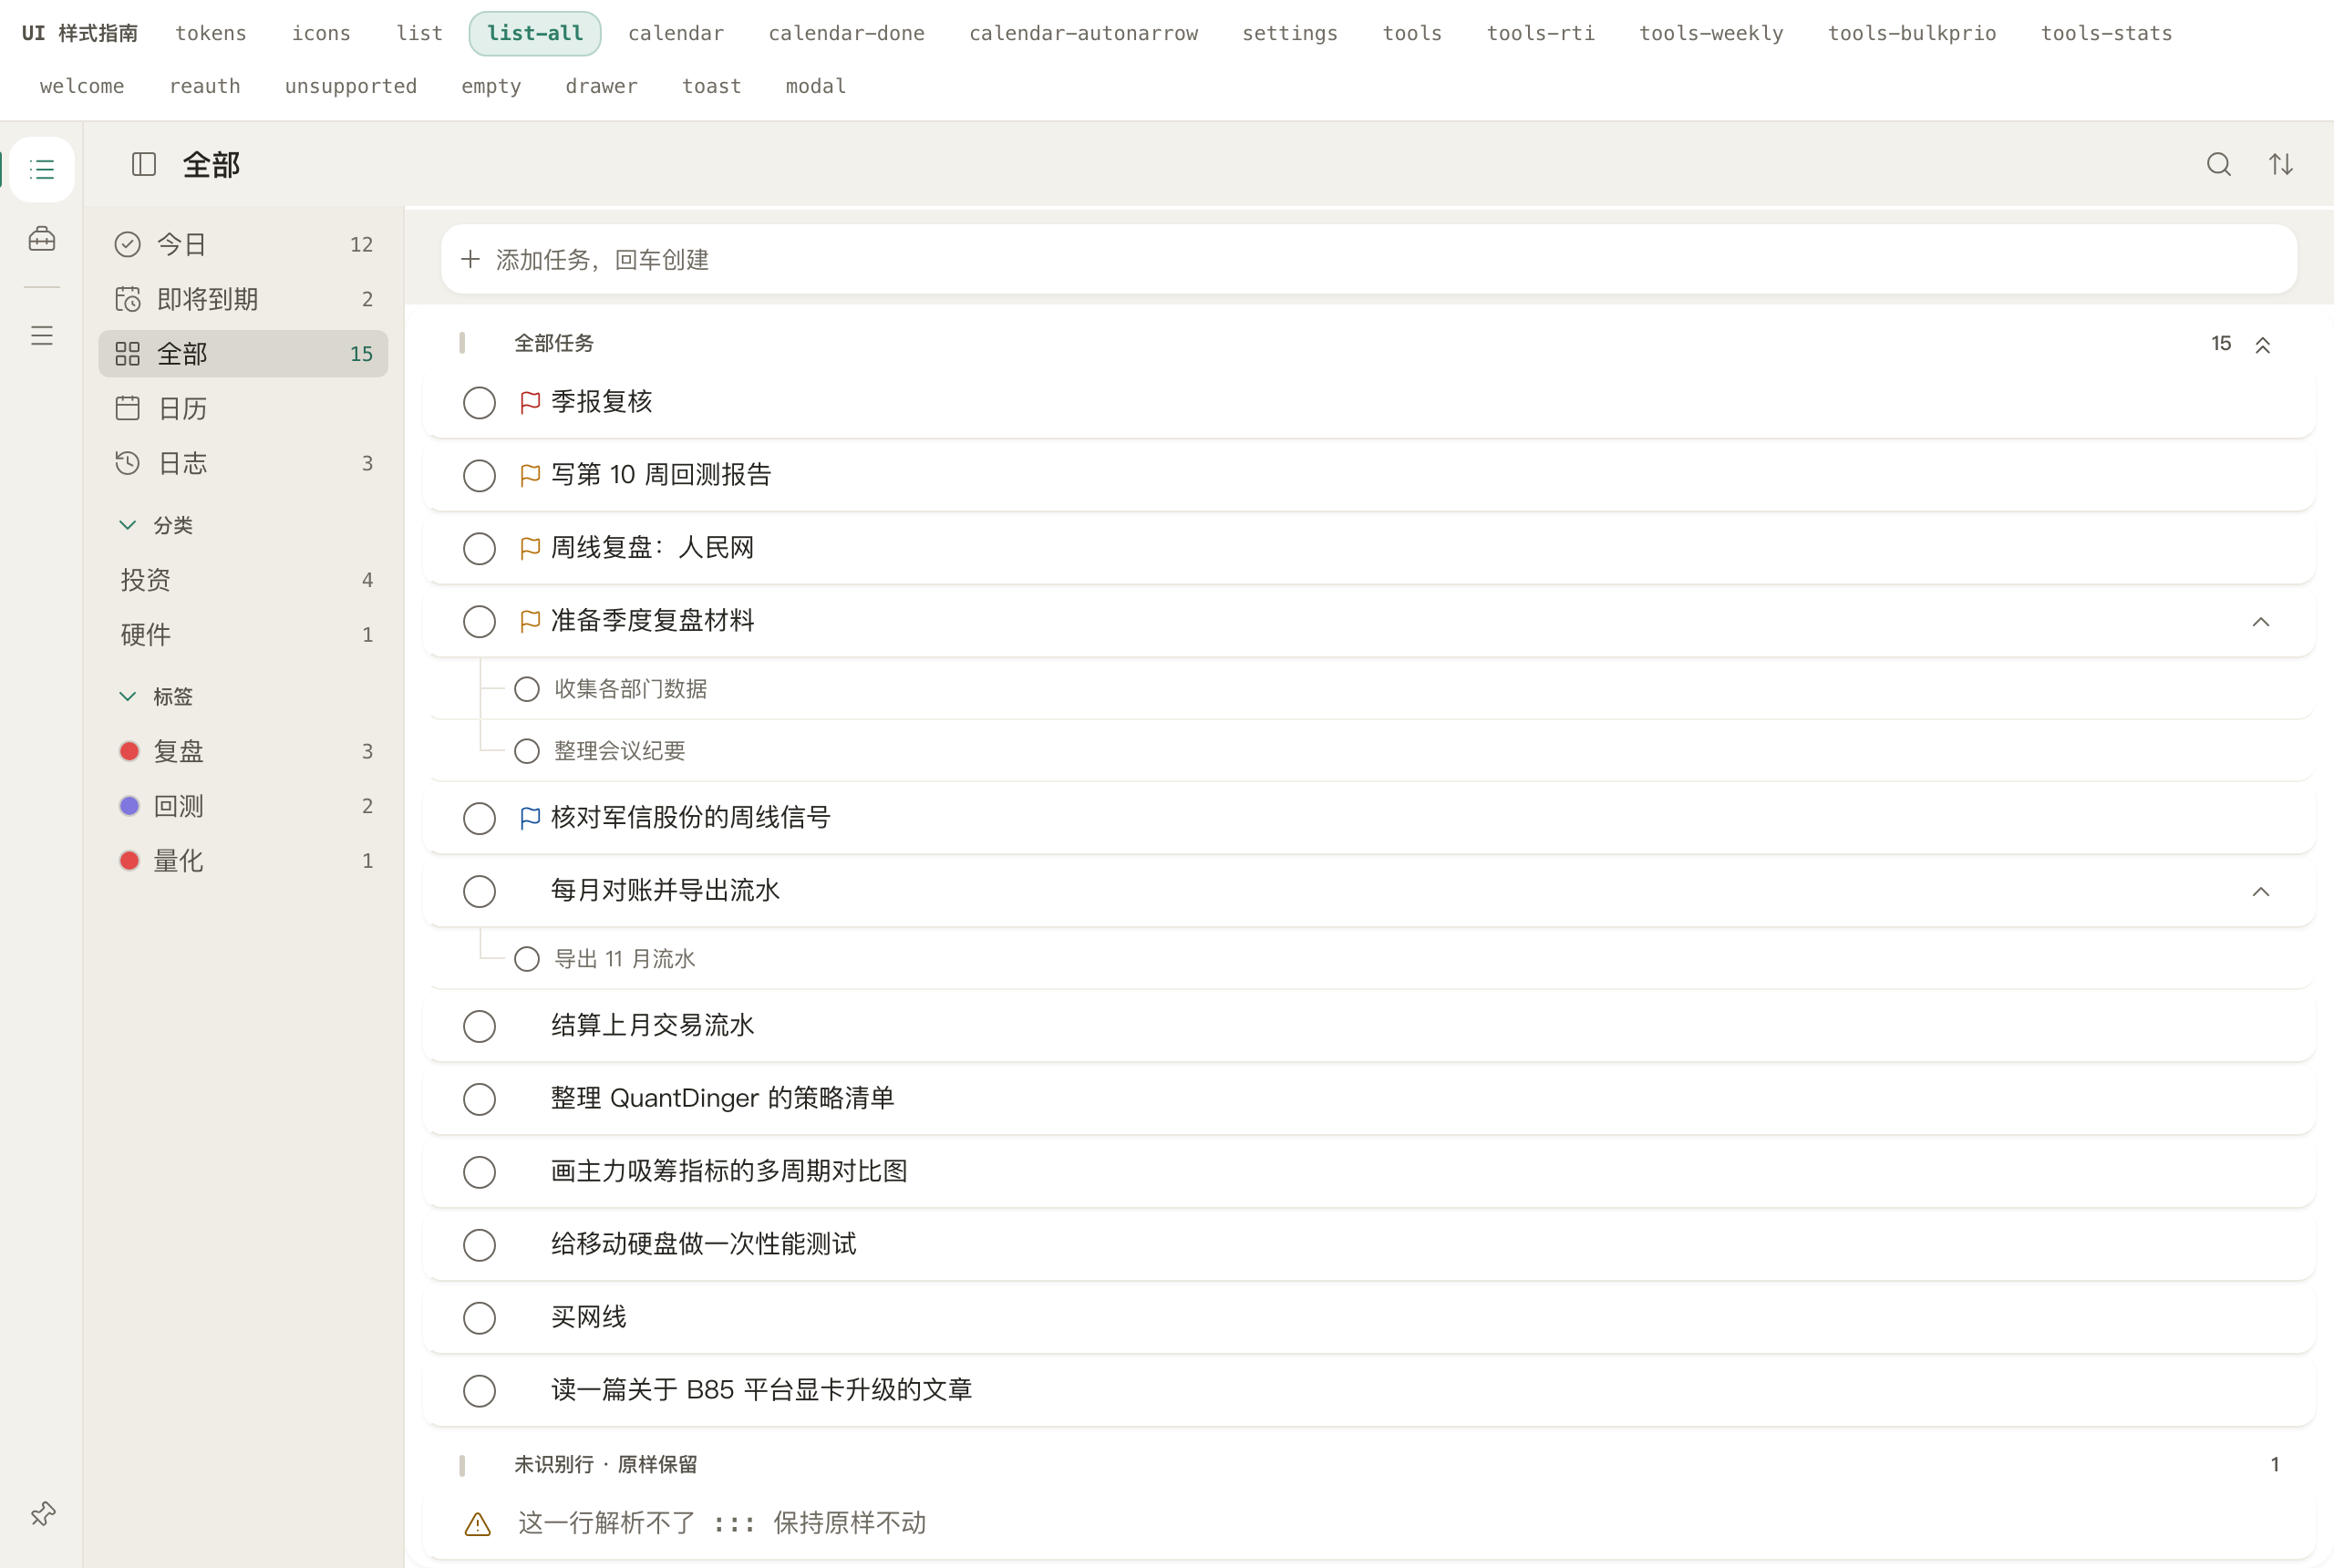 UI 样式指南 tokens icons list list-all calendar calendar-done calendar-autonarrow settings tools tools-rti tools-weekly tools-bulkprio tools-stats
welcome reauth unsupported empty drawer toast modal
全部
今日 12
即将到期 2
全部 15
日历
日志 3
分类
投资 4
硬件 1
标签
复盘 3
回测 2
量化 1
添加任务，回车创建
全部任务 15
季报复核
写第 10 周回测报告
周线复盘：人民网
准备季度复盘材料
收集各部门数据
整理会议纪要
核对军信股份的周线信号
每月对账并导出流水
导出 11 月流水
结算上月交易流水
整理 QuantDinger 的策略清单
画主力吸筹指标的多周期对比图
给移动硬盘做一次性能测试
买网线
读一篇关于 B85 平台显卡升级的文章
未识别行 · 原样保留 1
这一行解析不了 ::: 保持原样不动